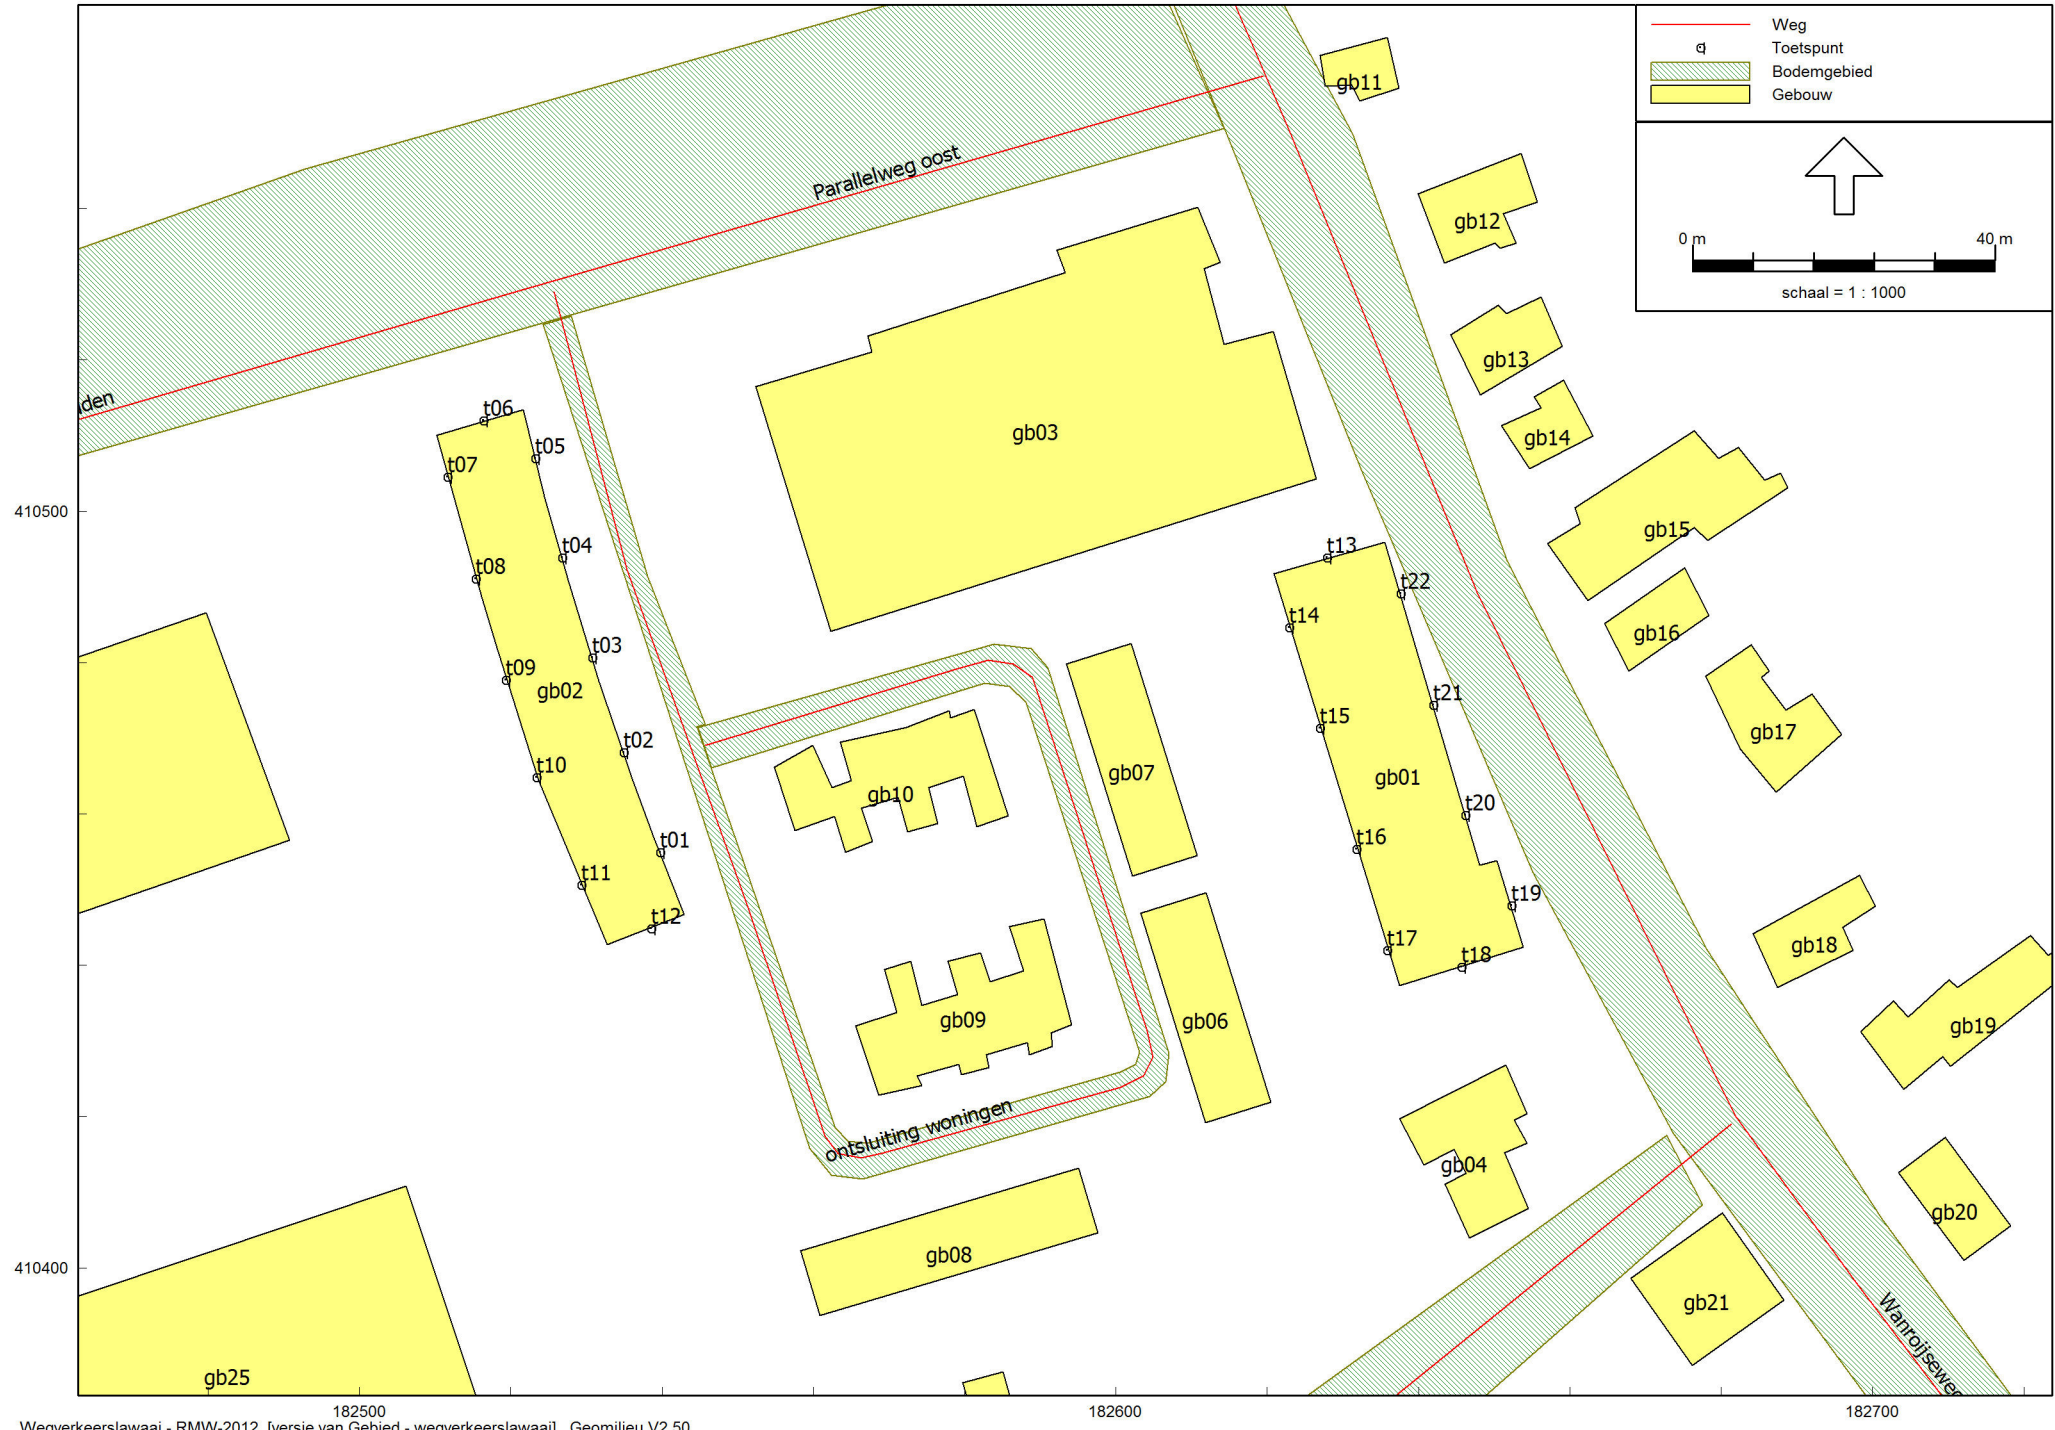 Weg
Toetspunt
Bodemgebied
Gebouw
0 m
40 m
schaal = 1 : 1000
gb11
Parallelweg oost
gb12
gb13
t06
gb03
gb14
t05
t07
410500
gb15
t04
t13
t08
t22
t14
gb16
t03
t09
gb02
t21
t15
gb17
t02
t10
gb07
gb01
gb10
t20
t16
t01
t11
t19
t12
t17
t18
gb18
gb09
gb06
gb19
ontsluiting woningen
gb04
gb20
gb08
410400
gb21
Wanroijseweg
gb25
182500
182600
182700
Wegverkeerslawaai - RMW-2012, [versie van Gebied - wegverkeerslawaai] , Geomilieu V2.50